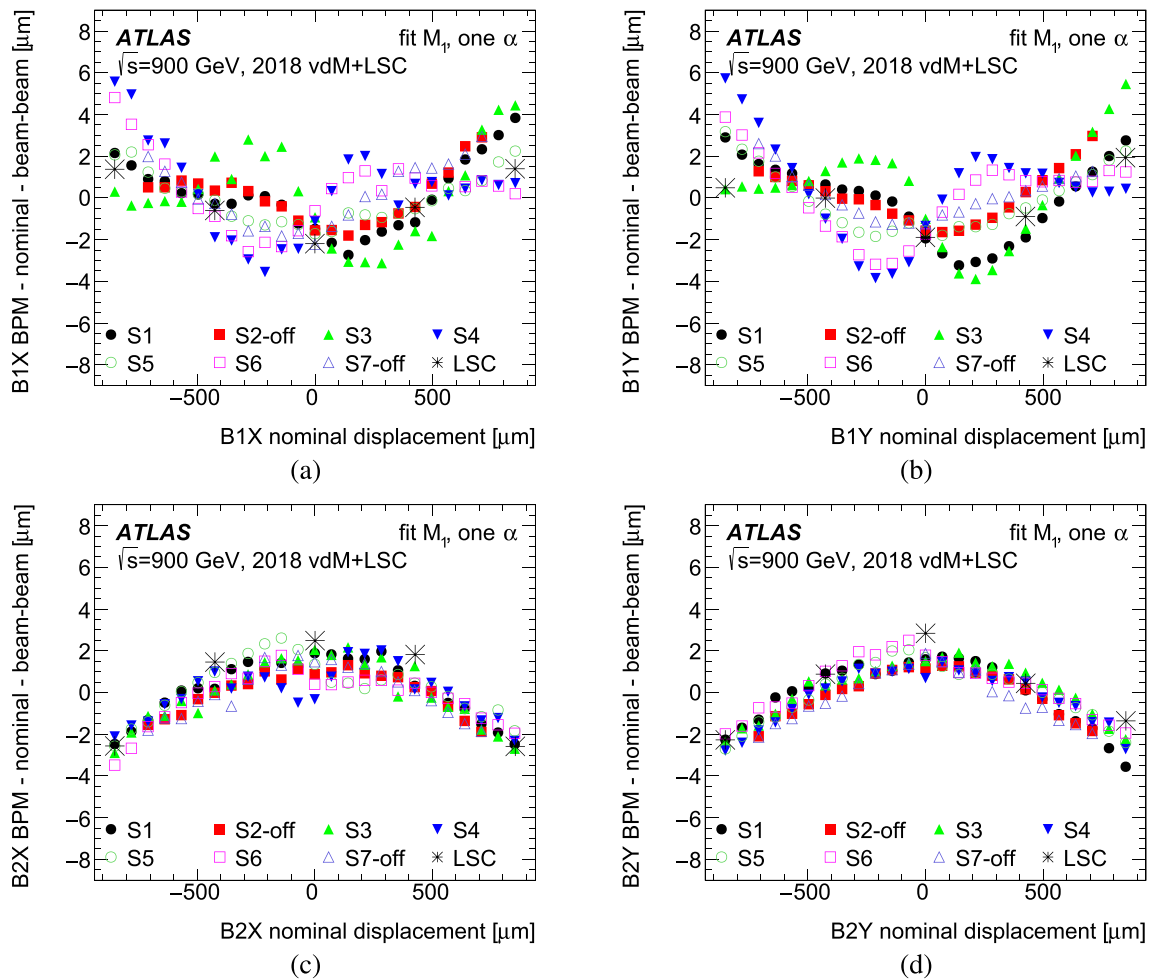 B1X BPM - nominal - beam-beam [μm]
8
6
4
2
0
−2
−4
−6
−8
ATLAS fit M1, one α
√s=900 GeV, 2018 vdM+LSC
S1 S2-off S3 S4
S5 S6 S7-off LSC
−500 0 500
B1X nominal displacement [μm]
(a)
B1Y BPM - nominal - beam-beam [μm]
8
6
4
2
0
−2
−4
−6
−8
ATLAS fit M1, one α
√s=900 GeV, 2018 vdM+LSC
S1 S2-off S3 S4
S5 S6 S7-off LSC
−500 0 500
B1Y nominal displacement [μm]
(b)
B2X BPM - nominal - beam-beam [μm]
8
6
4
2
0
−2
−4
−6
−8
ATLAS fit M1, one α
√s=900 GeV, 2018 vdM+LSC
S1 S2-off S3 S4
S5 S6 S7-off LSC
−500 0 500
B2X nominal displacement [μm]
(c)
B2Y BPM - nominal - beam-beam [μm]
8
6
4
2
0
−2
−4
−6
−8
ATLAS fit M1, one α
√s=900 GeV, 2018 vdM+LSC
S1 S2-off S3 S4
S5 S6 S7-off LSC
−500 0 500
B2Y nominal displacement [μm]
(d)